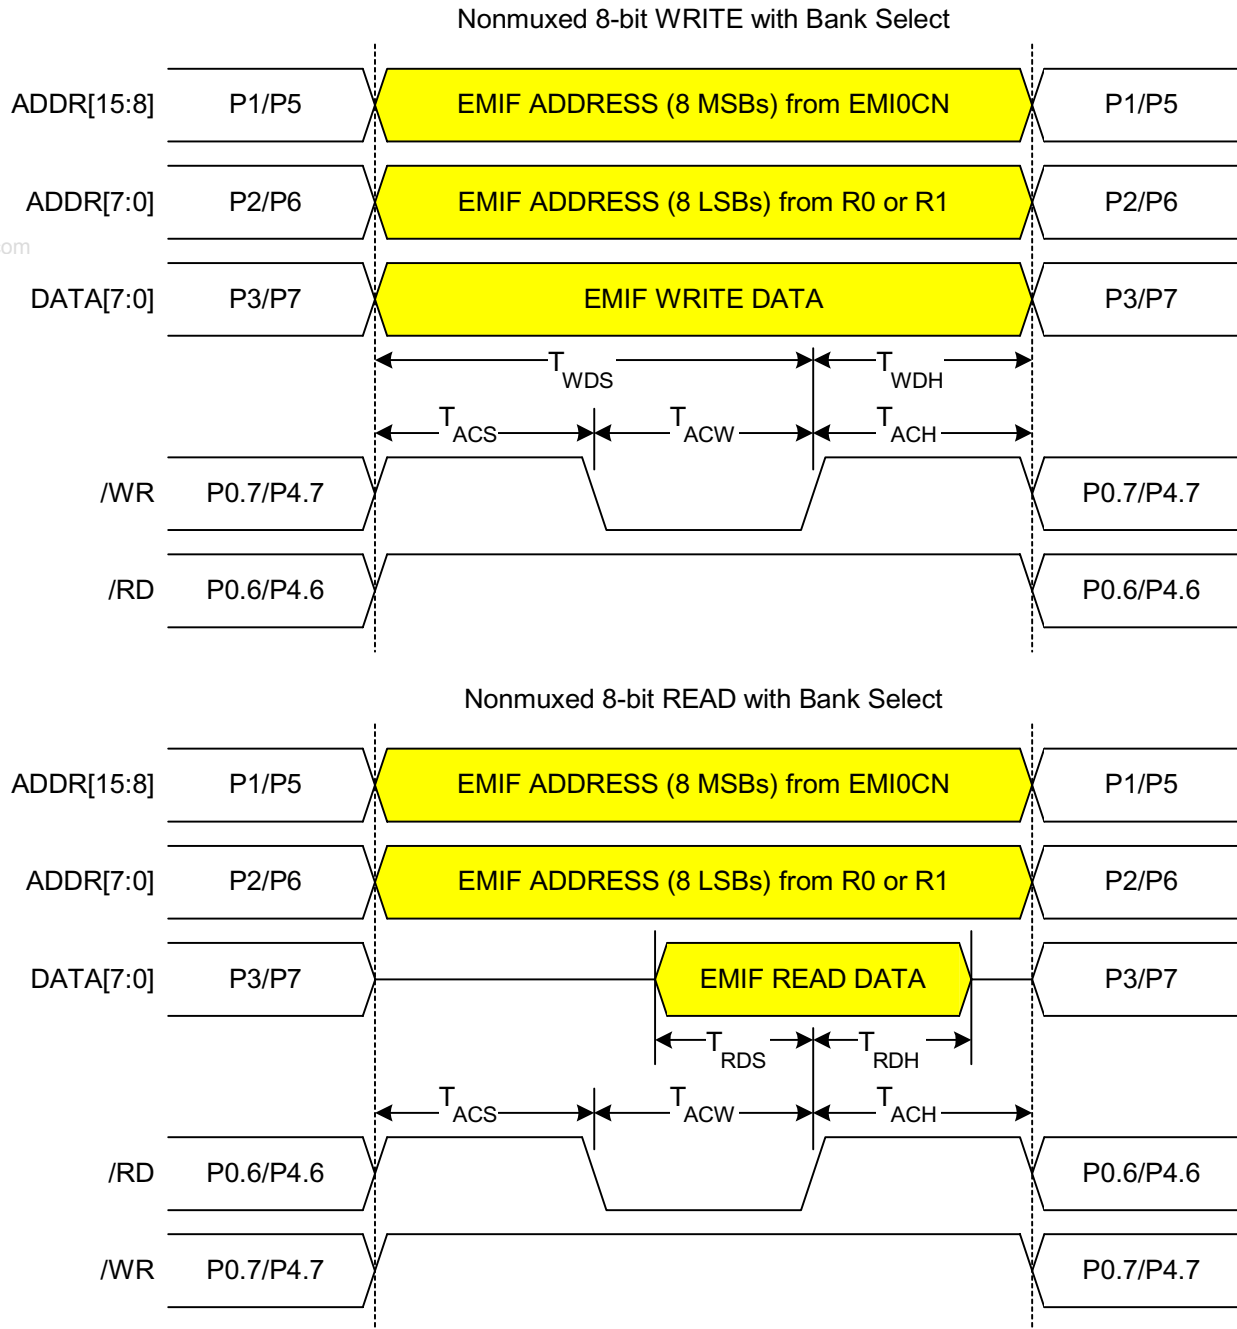 Nonmuxed 8-bit WRITE with Bank Select
ADDR[15:8] P1/P5 EMIF ADDRESS (8 MSBs) from EMI0CN P1/P5
ADDR[7:0] P2/P6 EMIF ADDRESS (8 LSBs) from R0 or R1 P2/P6
om
DATA[7:0] P3/P7 EMIF WRITE DATA P3/P7
TWDS TWDH
TACS TACW TACH
/WR P0.7/P4.7 P0.7/P4.7
/RD P0.6/P4.6 P0.6/P4.6
Nonmuxed 8-bit READ with Bank Select
ADDR[15:8] P1/P5 EMIF ADDRESS (8 MSBs) from EMI0CN P1/P5
ADDR[7:0] P2/P6 EMIF ADDRESS (8 LSBs) from R0 or R1 P2/P6
DATA[7:0] P3/P7 EMIF READ DATA P3/P7
TRDS TRDH
TACS TACW TACH
/RD P0.6/P4.6 P0.6/P4.6
/WR P0.7/P4.7 P0.7/P4.7